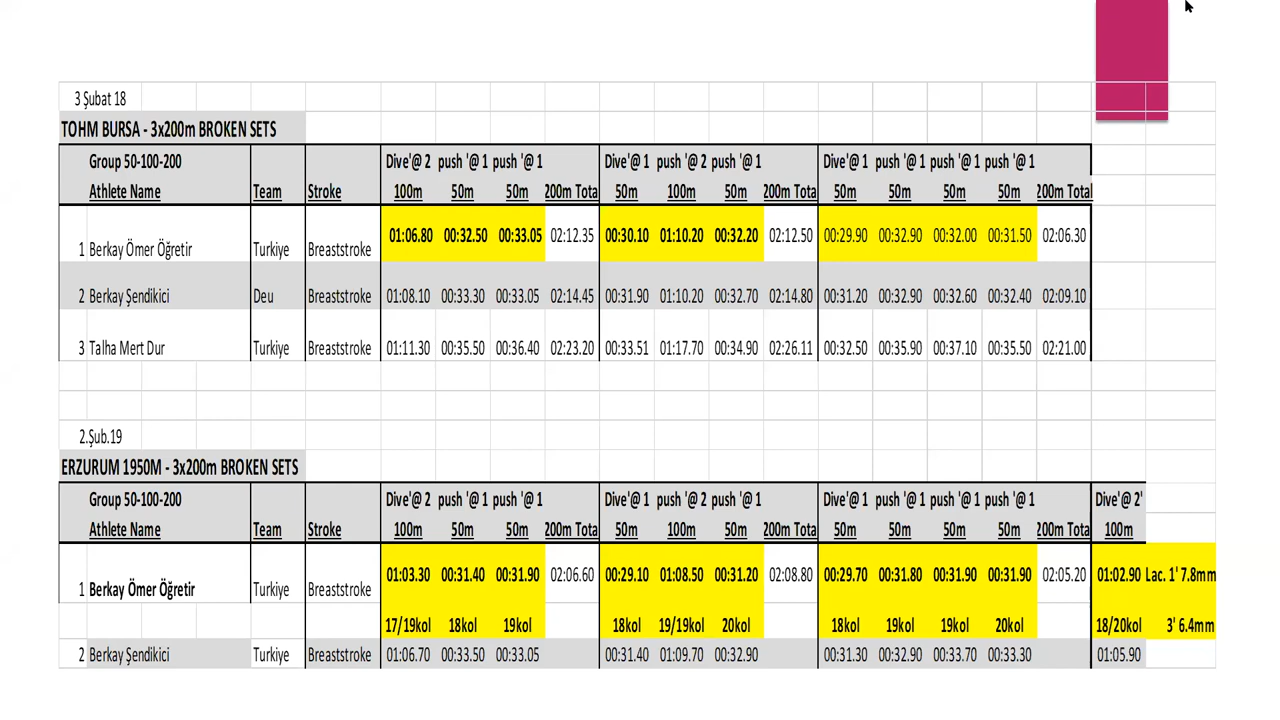 3 Şubat 18
TOHM BURSA - 3x200m BROKEN SETS
Group 50-100-200 Dive'@ 2 push '@ 1 push '@ 1 Dive'@ 1 push '@ 2 push '@ 1 Dive'@ 1 push '@ 1 push '@ 1 push '@ 1
Athlete Name Team Stroke 100m 50m 50m 200m Tota 50m 100m 50m 200m Tota 50m 50m 50m 50m 200m Total
1 Berkay Ömer Öğretir Turkiye Breaststroke 01:06.80 00:32.50 00:33.05 02:12.35 00:30.10 01:10.20 00:32.20 02:12.50 00:29.90 00:32.90 00:32.00 00:31.50 02:06.30
2 Berkay Şendikici Deu Breaststroke 01:08.10 00:33.30 00:33.05 02:14.45 00:31.90 01:10.20 00:32.70 02:14.80 00:31.20 00:32.90 00:32.60 00:32.40 02:09.10
3 Talha Mert Dur Turkiye Breaststroke 01:11.30 00:35.50 00:36.40 02:23.20 00:33.51 01:17.70 00:34.90 02:26.11 00:32.50 00:35.90 00:37.10 00:35.50 02:21.00
2.Şub.19
ERZURUM 1950M - 3x200m BROKEN SETS
Group 50-100-200 Dive'@ 2 push '@ 1 push '@ 1 Dive'@ 1 push '@ 2 push '@ 1 Dive'@ 1 push '@ 1 push '@ 1 push '@ 1 Dive'@ 2'
Athlete Name Team Stroke 100m 50m 50m 200m Tota 50m 100m 50m 200m Tota 50m 50m 50m 50m 200m Total 100m
1 Berkay Ömer Öğretir Turkiye Breaststroke 01:03.30 00:31.40 00:31.90 02:06.60 00:29.10 01:08.50 00:31.20 02:08.80 00:29.70 00:31.80 00:31.90 00:31.90 02:05.20 01:02.90 Lac. 1' 7.8mm
17/19kol 18kol 19kol 18kol 19/19kol 20kol 18kol 19kol 19kol 20kol 18/20kol 3' 6.4mm
2 Berkay Şendikici Turkiye Breaststroke 01:06.70 00:33.50 00:33.05 00:31.40 01:09.70 00:32.90 00:31.30 00:32.90 00:33.70 00:33.30 01:05.90